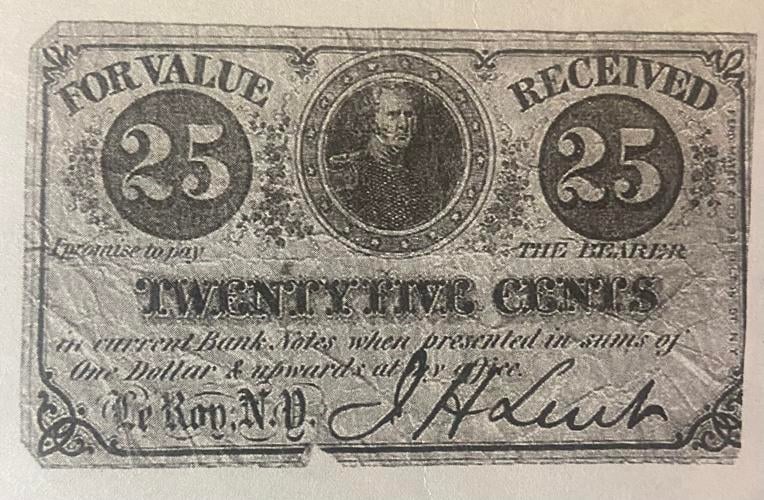 FOR VALUE RECEIVED
25 25
I promise to pay THE BEARER
TWENTY FIVE CENTS
in current Bank Notes when presented in sums of
One Dollar & upwards at my office.
Le Roy, N.Y. J H Lent